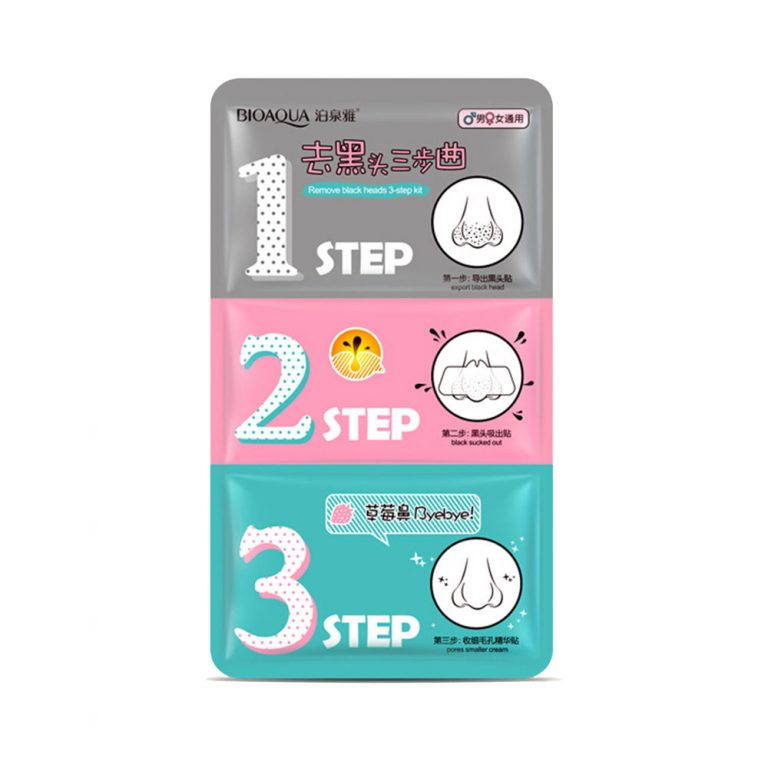 BIOAQUA 泊泉雅®
♂男♀女通用
去黑头三步曲
Remove black heads 3-step kit
1 STEP
第一步：导出黑头贴
export black head
2 STEP
第二步：黑头吸出贴
black sucked out
草莓鼻Byebye!
3 STEP
第三步：收细毛孔精华贴
pores smaller cream